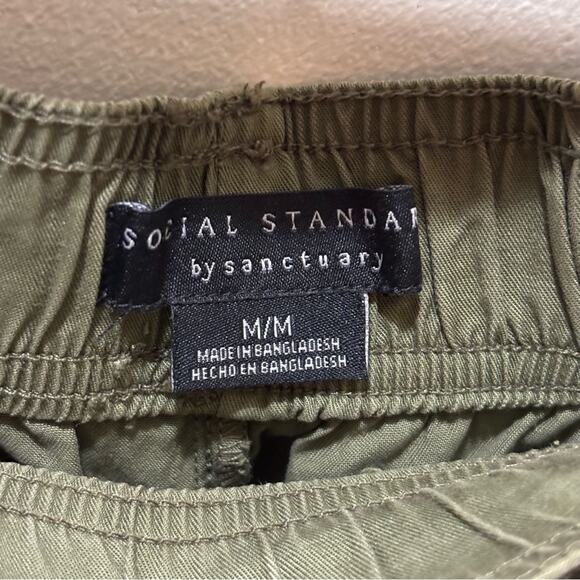 SOCIAL STANDAR
by sanctuary
M/M
MADE IN BANGLADESH
HECHO EN BANGLADESH